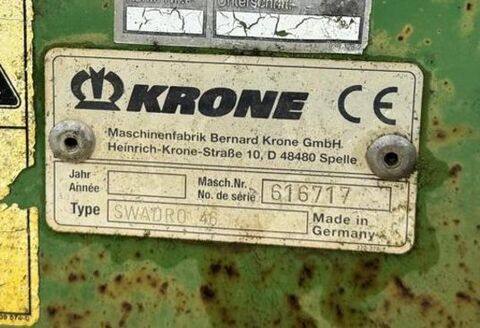 Unterschrift:
KRONE CE
Maschinenfabrik Bernard Krone GmbH
Heinrich-Krone-Straße 10, D 48480 Spelle
Jahr Masch.Nr. 616717
Année No. de série
Type SWADRO 46 Made in
Germany